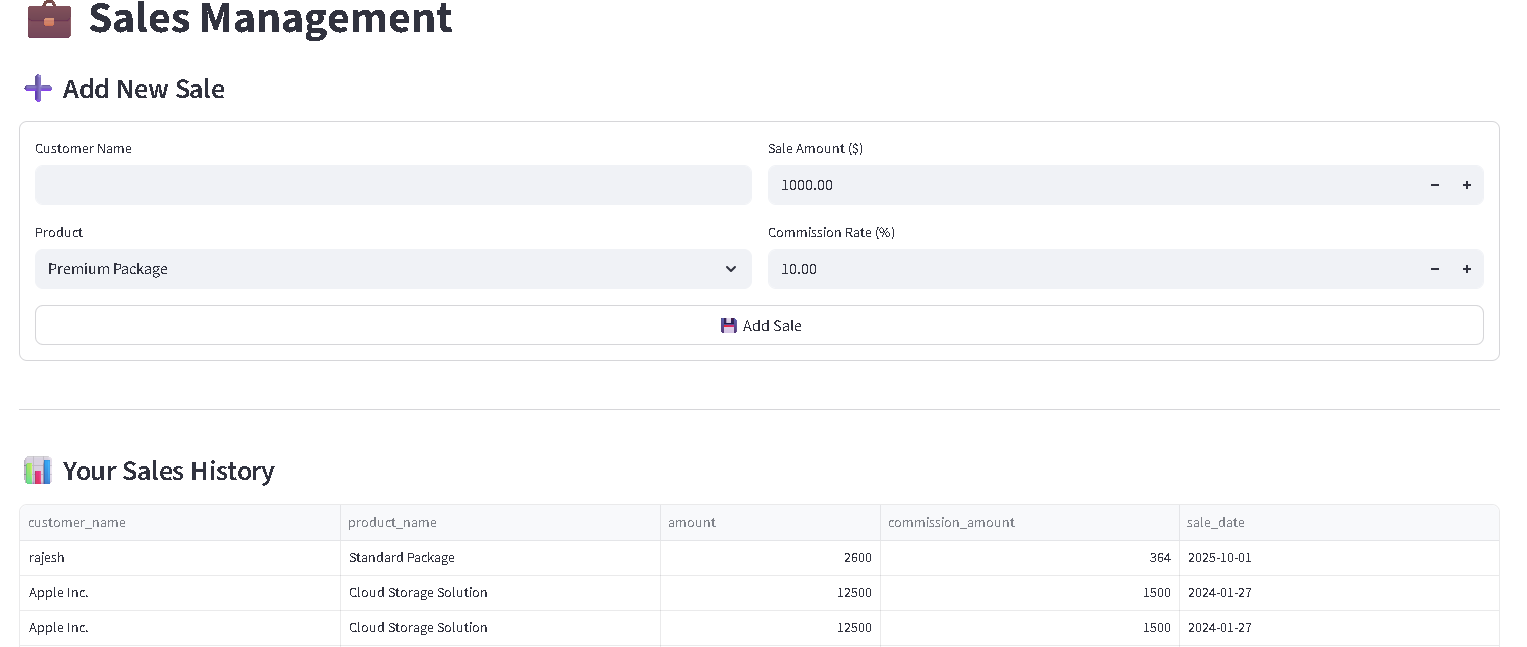 Sales Management
Add New Sale
Customer Name
Sale Amount ($)
1000.00 − +
Product
Commission Rate (%)
Premium Package
10.00 − +
Add Sale
Your Sales History
customer_name product_name amount commission_amount sale_date
rajesh Standard Package 2600 364 2025-10-01
Apple Inc. Cloud Storage Solution 12500 1500 2024-01-27
Apple Inc. Cloud Storage Solution 12500 1500 2024-01-27